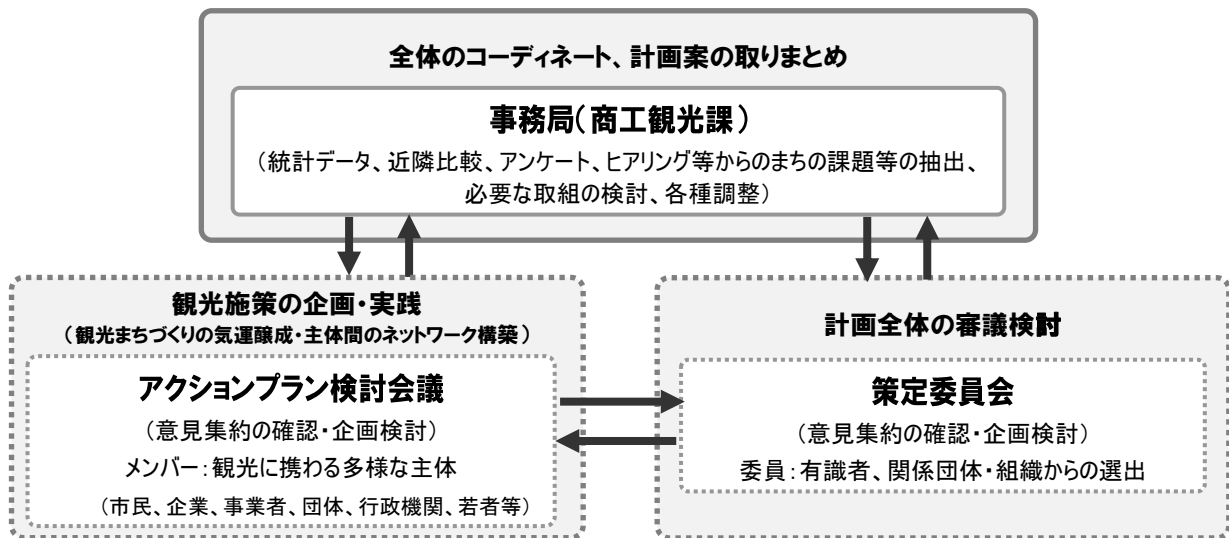 全体のコーディネート、計画案の取りまとめ
事務局（商工観光課）
（統計データ、近隣比較、アンケート、ヒアリング等からのまちの課題等の抽出、
必要な取組の検討、各種調整）
観光施策の企画・実践
（観光まちづくりの気運醸成・主体間のネットワーク構築）
アクションプラン検討会議
（意見集約の確認・企画検討）
メンバー：観光に携わる多様な主体
（市民、企業、事業者、団体、行政機関、若者等）
計画全体の審議検討
策定委員会
（意見集約の確認・企画検討）
委員：有識者、関係団体・組織からの選出